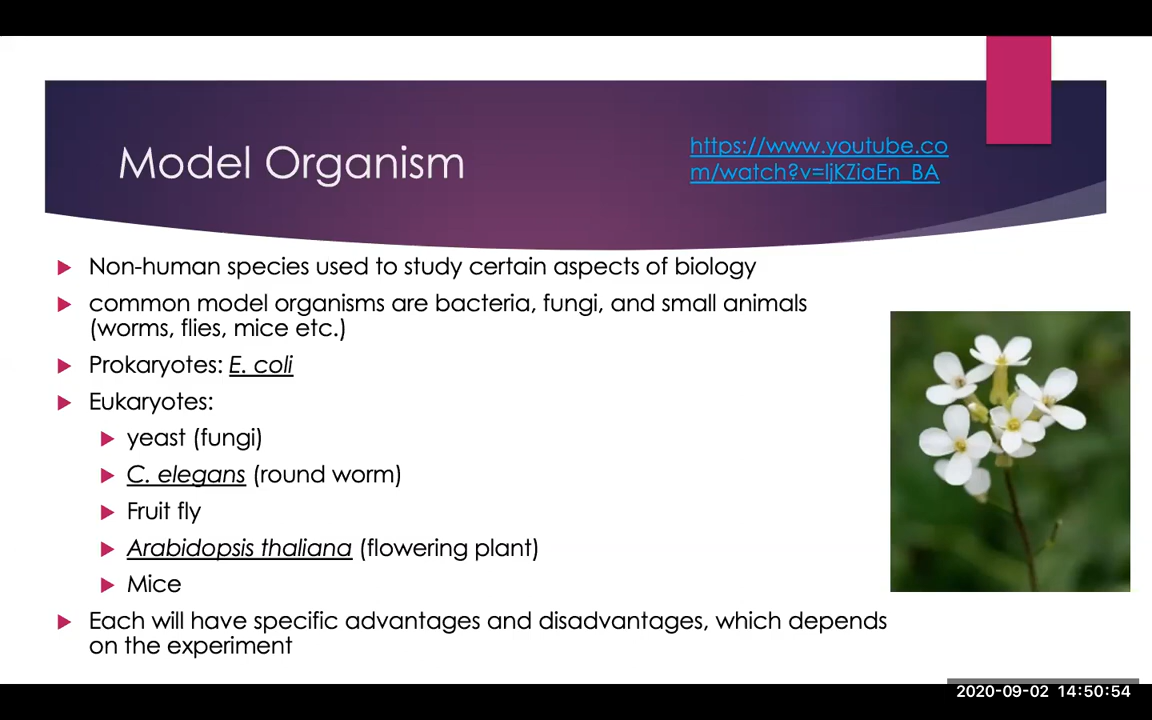 Model Organism
https://www.youtube.co
m/watch?v=ljKZiaEn_BA
Non-human species used to study certain aspects of biology
common model organisms are bacteria, fungi, and small animals
(worms, flies, mice etc.)
Prokaryotes: E. coli
Eukaryotes:
yeast (fungi)
C. elegans (round worm)
Fruit fly
Arabidopsis thaliana (flowering plant)
Mice
Each will have specific advantages and disadvantages, which depends
on the experiment
2020-09-02 14:50:54